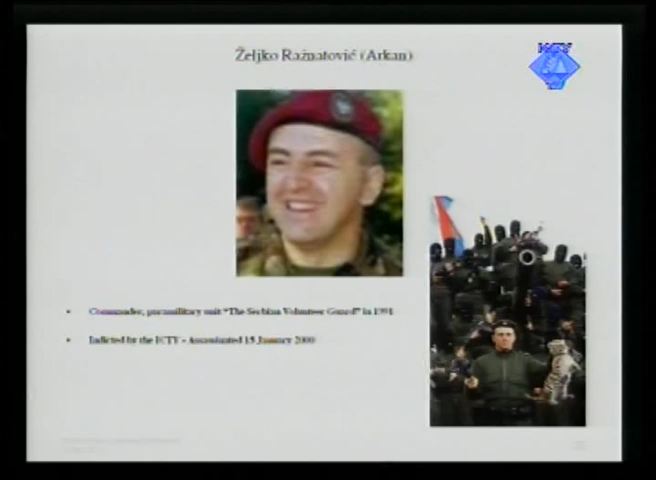 Željko Ražnatović (Arkan)
ICTY
• Commander, paramilitary unit "The Serbian Volunteer Guard" in 1991
• Indicted by the ICTY - Assassinated 15 January 2000